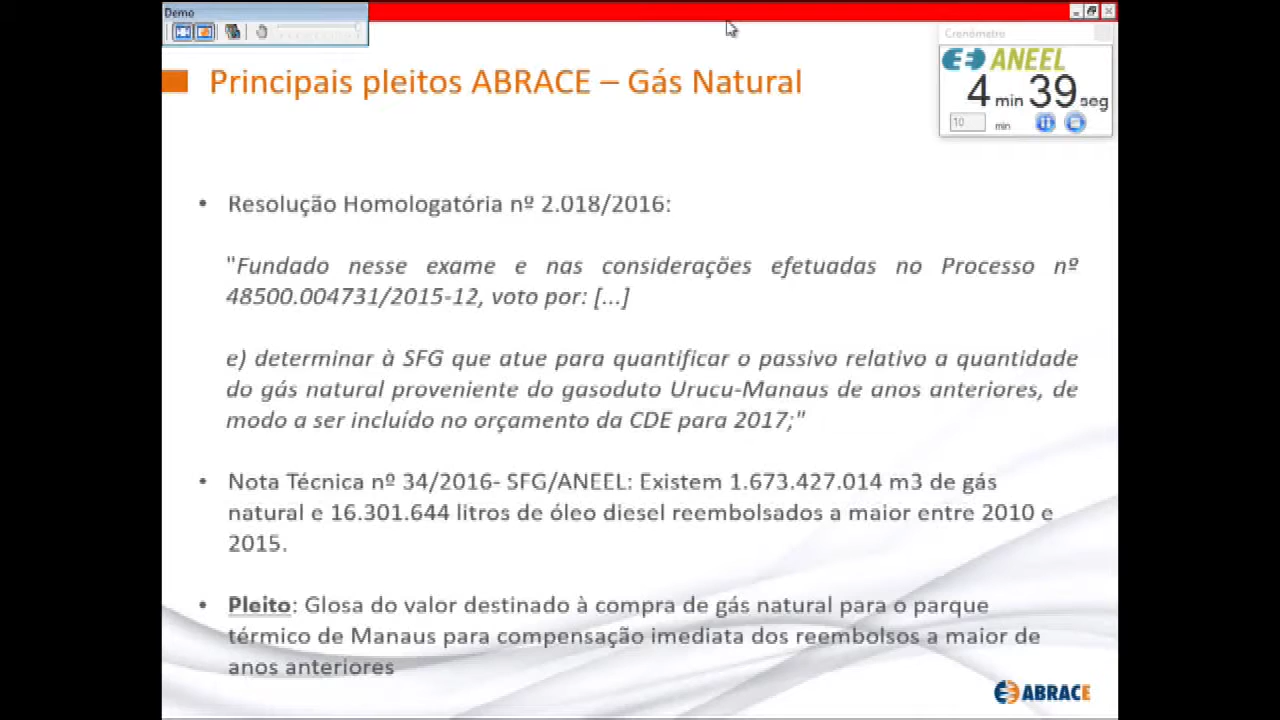 Demo
Cronômetro
ANEEL
4 min 39 seg
10 min
Principais pleitos ABRACE – Gás Natural
• Resolução Homologatória nº 2.018/2016:
"Fundado nesse exame e nas considerações efetuadas no Processo nº
48500.004731/2015-12, voto por: [...]
e) determinar à SFG que atue para quantificar o passivo relativo a quantidade
do gás natural proveniente do gasoduto Urucu-Manaus de anos anteriores, de
modo a ser incluído no orçamento da CDE para 2017;"
• Nota Técnica nº 34/2016- SFG/ANEEL: Existem 1.673.427.014 m3 de gás
natural e 16.301.644 litros de óleo diesel reembolsados a maior entre 2010 e
2015.
• Pleito: Glosa do valor destinado à compra de gás natural para o parque
térmico de Manaus para compensação imediata dos reembolsos a maior de
anos anteriores
ABRACE